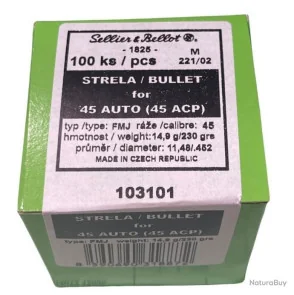 Sellier & Bellot ®.
- 1825 - M
100 ks / pcs 221/02
STRELA / BULLET
for
45 AUTO (45 ACP)
typ /type: FMJ ráže /calibre: 45
hmotnost / weight: 14,9 g/230 gre
průměr / diameter: 11,48/.452
MADE IN CZECH REPUBLIC
103101
STRELA / BULLET
for
45 AUTO (45 ACP)
NaturaBuy